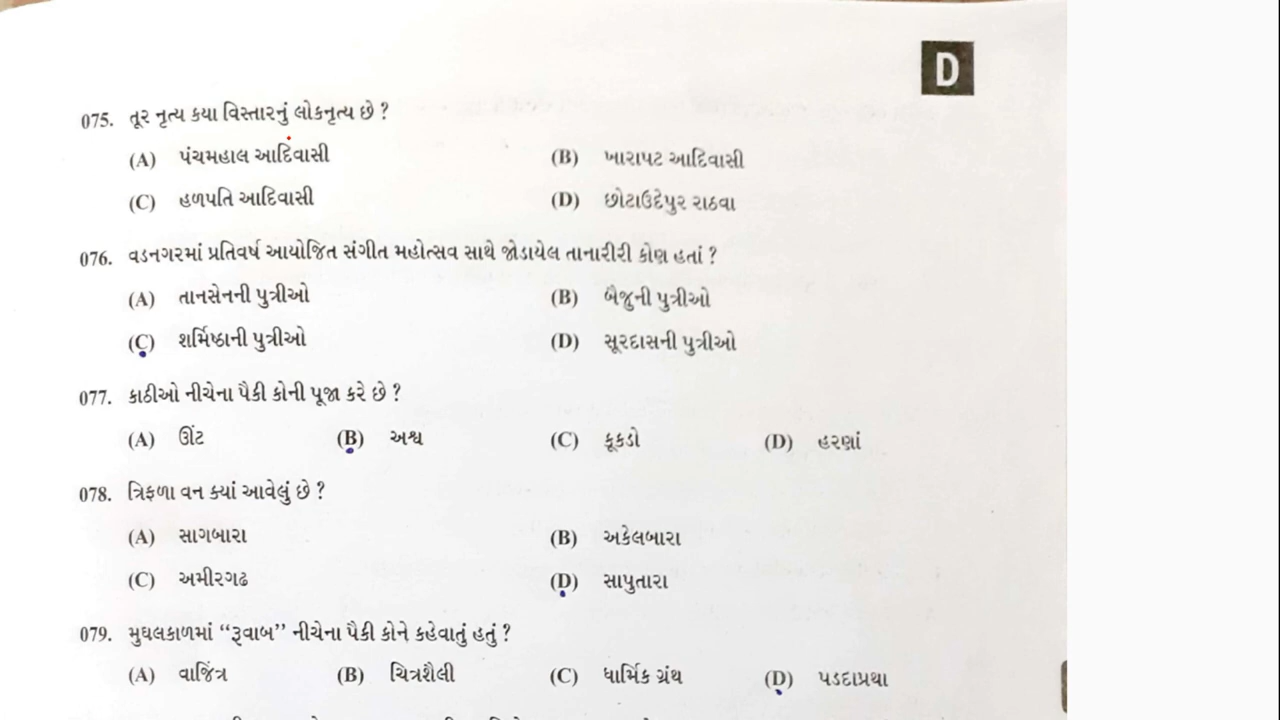 D
075. તૂર નૃત્ય કયા વિસ્તારનું લોકનૃત્ય છે ?
(A) પંચમહાલ આદિવાસી (B) ખારાપટ આદિવાસી
(C) હળપતિ આદિવાસી (D) છોટાઉદેપુર રાઠવા
076. વડનગરમાં પ્રતિવર્ષ આયોજિત સંગીત મહોત્સવ સાથે જોડાયેલ તાનારીરી કોણ હતાં ?
(A) તાનસેનની પુત્રીઓ (B) બૈજુની પુત્રીઓ
(C) શર્મિષ્ઠાની પુત્રીઓ (D) સૂરદાસની પુત્રીઓ
077. કાઠીઓ નીચેના પૈકી કોની પૂજા કરે છે ?
(A) ઊંટ (B) અશ્વ (C) કૂકડો (D) હરણાં
078. ત્રિફળા વન ક્યાં આવેલું છે ?
(A) સાગબારા (B) અકેલબારા
(C) અમીરગઢ (D) સાપુતારા
079. મુઘલકાળમાં “રૂવાબ” નીચેના પૈકી કોને કહેવાતું હતું ?
(A) વાજિંત્ર (B) ચિત્રશૈલી (C) ધાર્મિક ગ્રંથ (D) પડદાપ્રથા